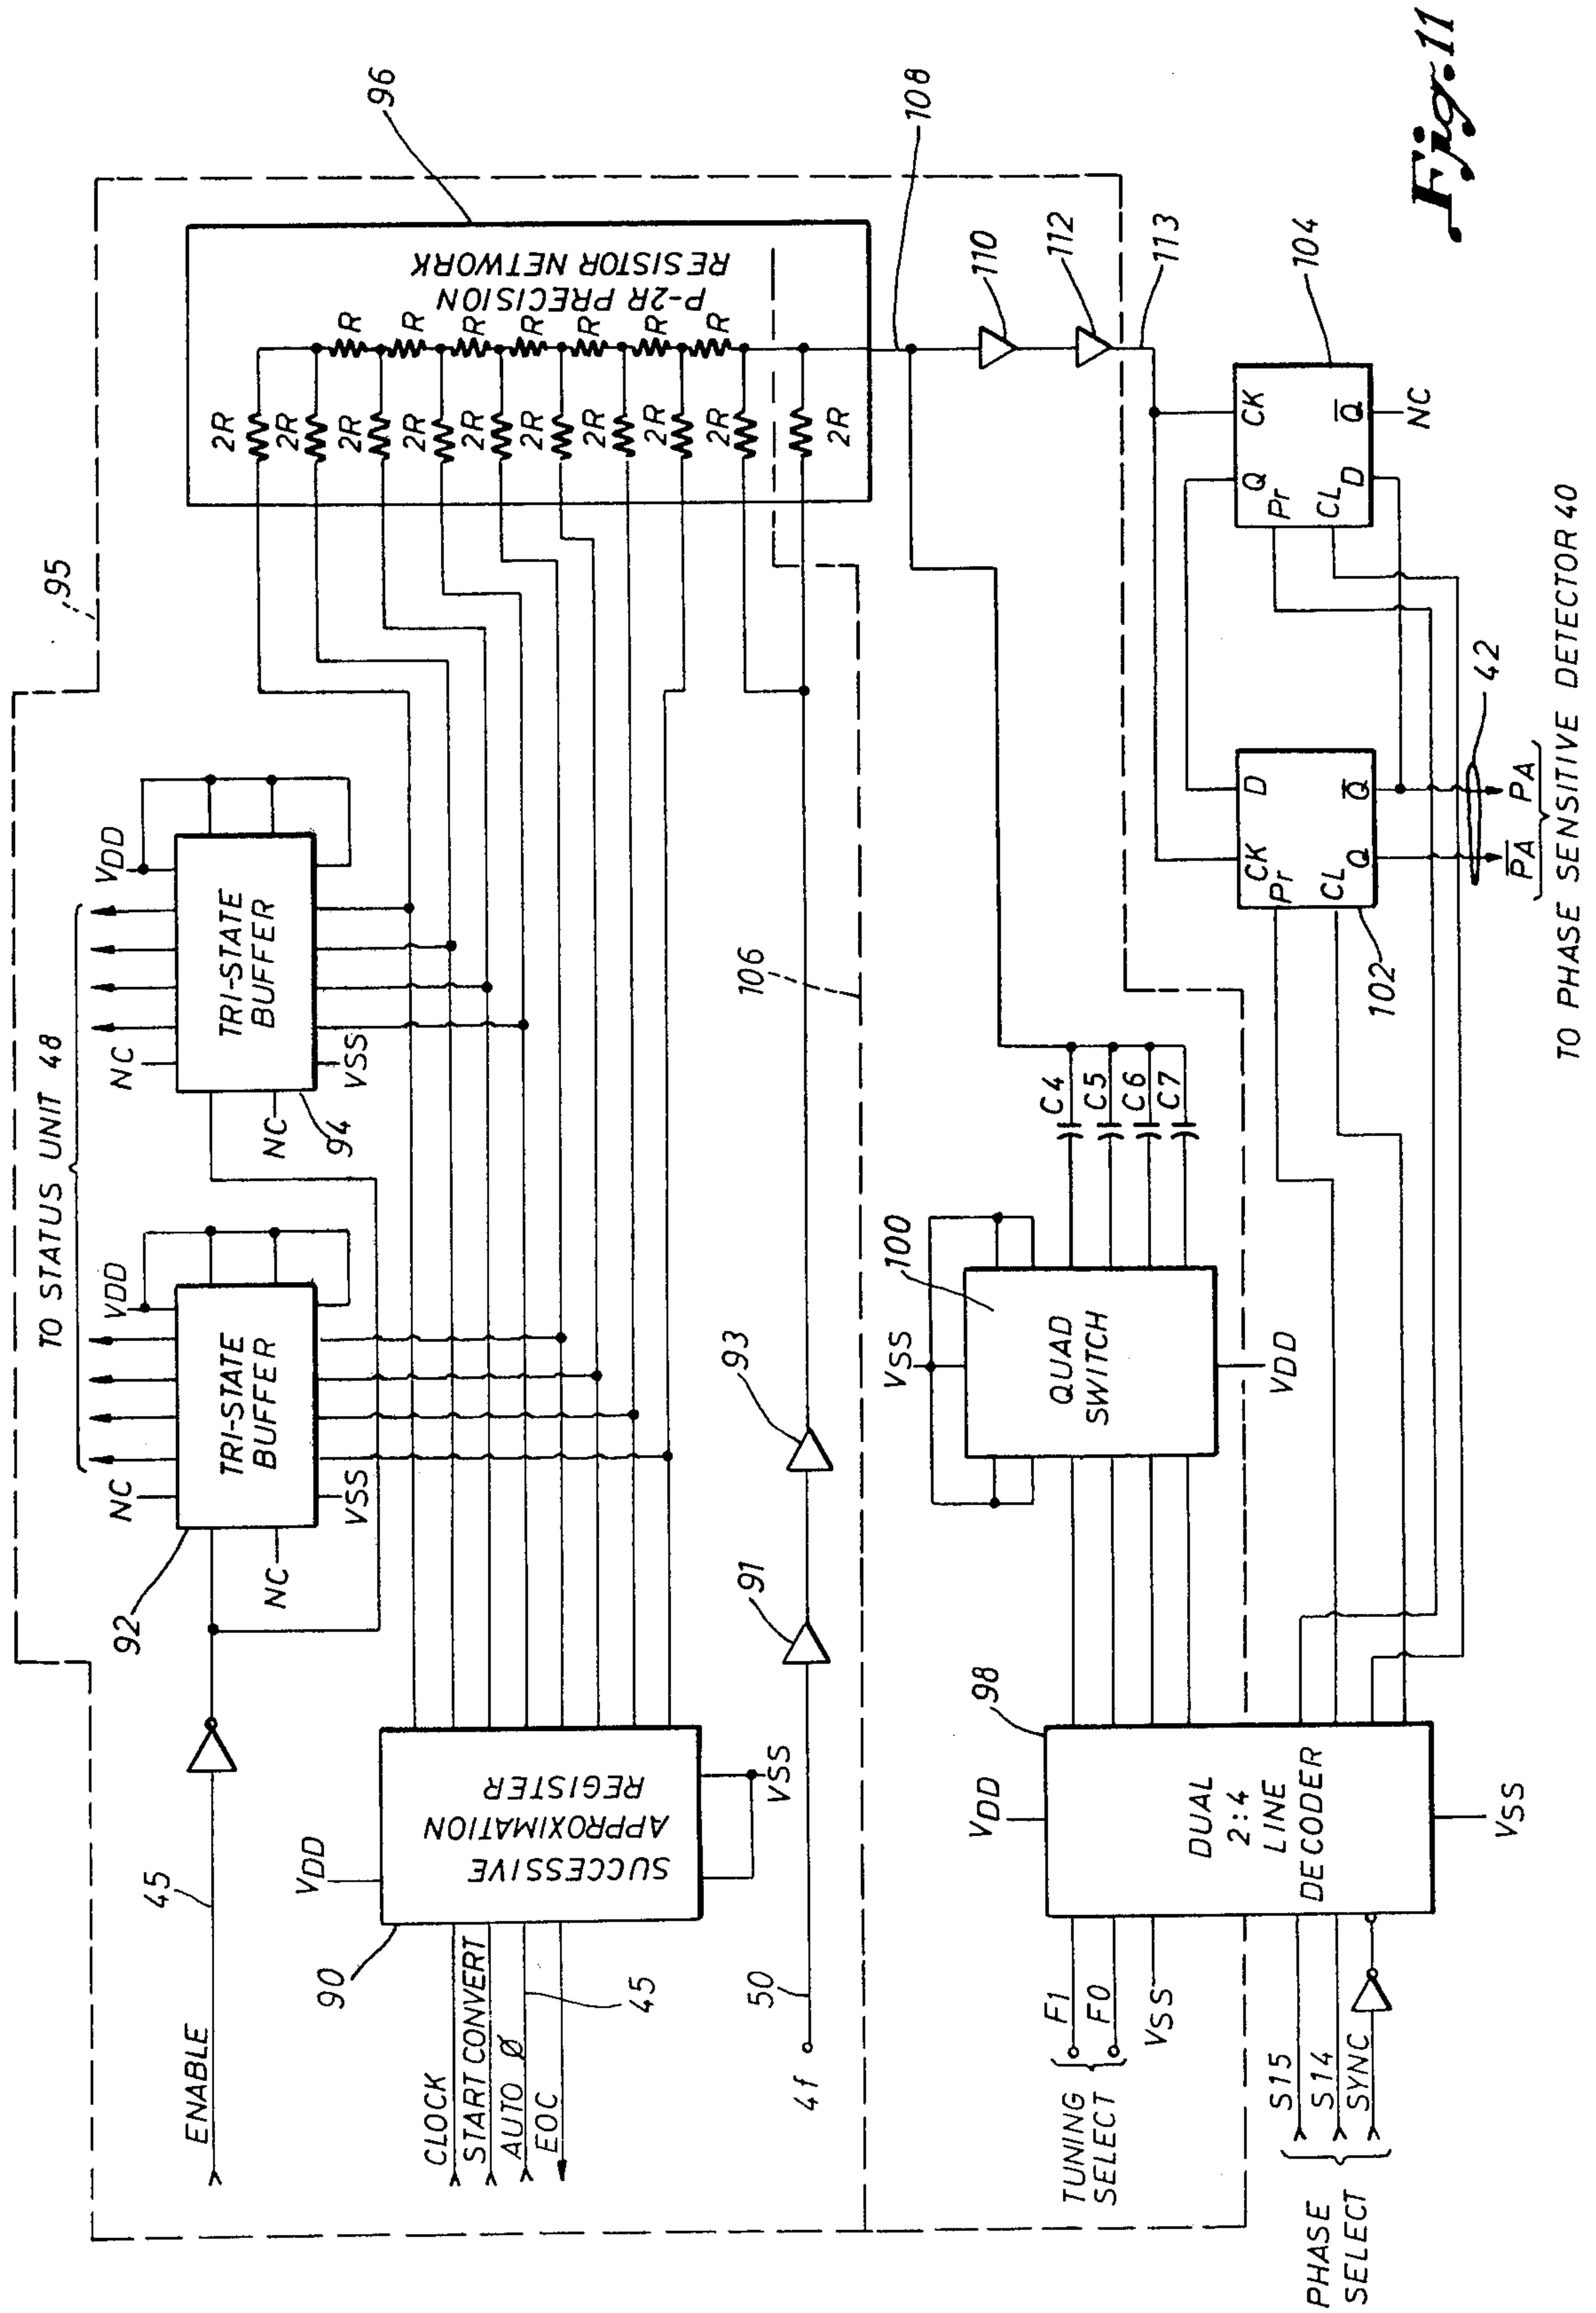 TO STATUS UNIT 48
95
96
NC
VDD
NC
VDD
TRI-STATE
BUFFER
TRI-STATE
BUFFER
VSS
VSS
NC
NC
92
94
ENABLE
45
VDD
SUCCESSIVE
APPROXIMATION
REGISTER
VSS
90
CLOCK
START CONVERT
AUTO Ø
EOC
45
2R
2R
2R
2R
2R
2R
2R
2R
2R
2R
R
R
R
R
R
R
R
P-2R PRECISION
RESISTOR NETWORK
4f
50
91
93
106
108
110
112
113
VSS
100
QUAD
SWITCH
VDD
C4
C5
C6
C7
TUNING
SELECT
F1
F0
VSS
VDD
98
DUAL
2:4
LINE
DECODER
VSS
PHASE
SELECT
S15
S14
SYNC
CK
D
Pr
CL
Q
Q̅
102
CK
Q
Pr
CL
D
Q̅
104
NC
42
P̅A̅
PA
TO PHASE SENSITIVE DETECTOR 40
Fig. 11